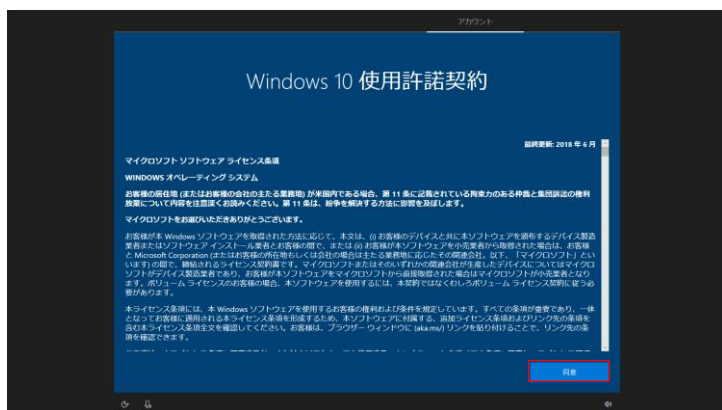 アカウント
Windows 10 使用許諾契約
最終更新: 2018 年 6 月
マイクロソフト ソフトウェア ライセンス条項
WINDOWS オペレーティング システム
お客様の居住地 (またはお客様の会社の主たる業務地) が米国内である場合、第 11 条に記載されている拘束力のある仲裁と集団訴訟の権利
放棄について内容を注意深くお読みください。第 11 条は、紛争を解決する方法に影響を及ぼします。
マイクロソフトをお選びいただきありがとうございます。
お客様が本 Windows ソフトウェアを取得された方法に応じて、本文は、(i) お客様のデバイスと共に本ソフトウェアを頒布するデバイス製造
業者またはソフトウェア インストール業者とお客様の間で、または (ii) お客様が本ソフトウェアを小売業者から取得された場合は、お客様
と Microsoft Corporation (またはお客様の所在地もしくは会社の場合は主たる業務地に応じたその関連会社。以下、「マイクロソフト」とい
います) の間で、締結されるライセンス契約書です。マイクロソフトまたはそのいずれかの関連会社が生産したデバイスについてはマイクロ
ソフトがデバイス製造業者であり、お客様が本ソフトウェアをマイクロソフトから直接取得された場合はマイクロソフトが小売業者となり
ます。ボリューム ライセンスのお客様の場合、本ソフトウェアを使用するには、本契約ではなくむしろボリューム ライセンス契約に従う必
要があります。
本ライセンス条項には、本 Windows ソフトウェアを使用するお客様の権利および条件を規定しています。すべての条項が重要であり、一体
となってお客様に適用される本ライセンス条項を形成するため、本ソフトウェアに付属する、追加ライセンス条項およびリンク先の条項を
含む本ライセンス条項全文を確認してください。お客様は、ブラウザー ウィンドウに (aka.ms/) リンクを貼り付けることで、リンク先の条
項を確認できます。
同意